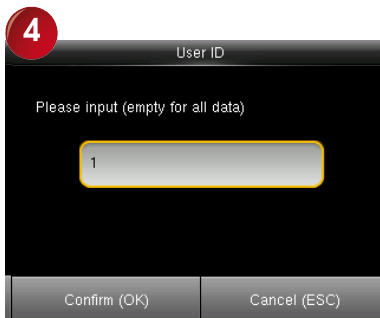 4
User ID
Please input (empty for all data)
1
Confirm (OK) Cancel (ESC)